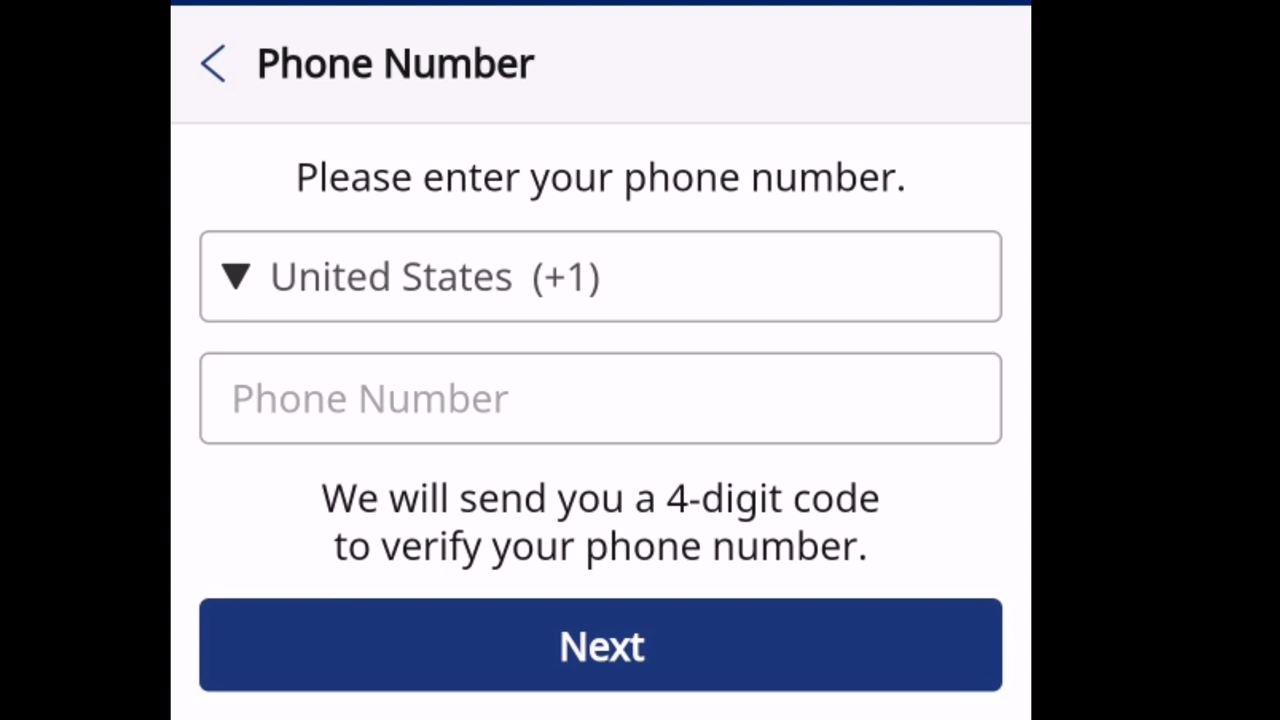 Phone Number
Please enter your phone number.
United States (+1)
Phone Number
We will send you a 4-digit code
to verify your phone number.
Next